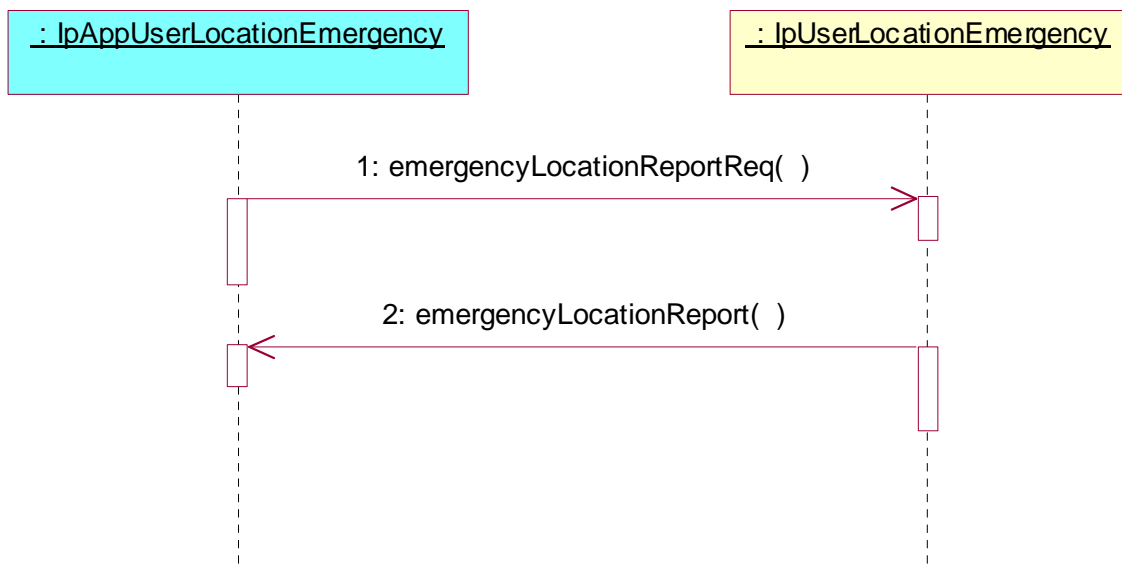 : IpAppUserLocationEmergency
: IpUserLocationEmergency
1: emergencyLocationReportReq(  )
2: emergencyLocationReport(  )